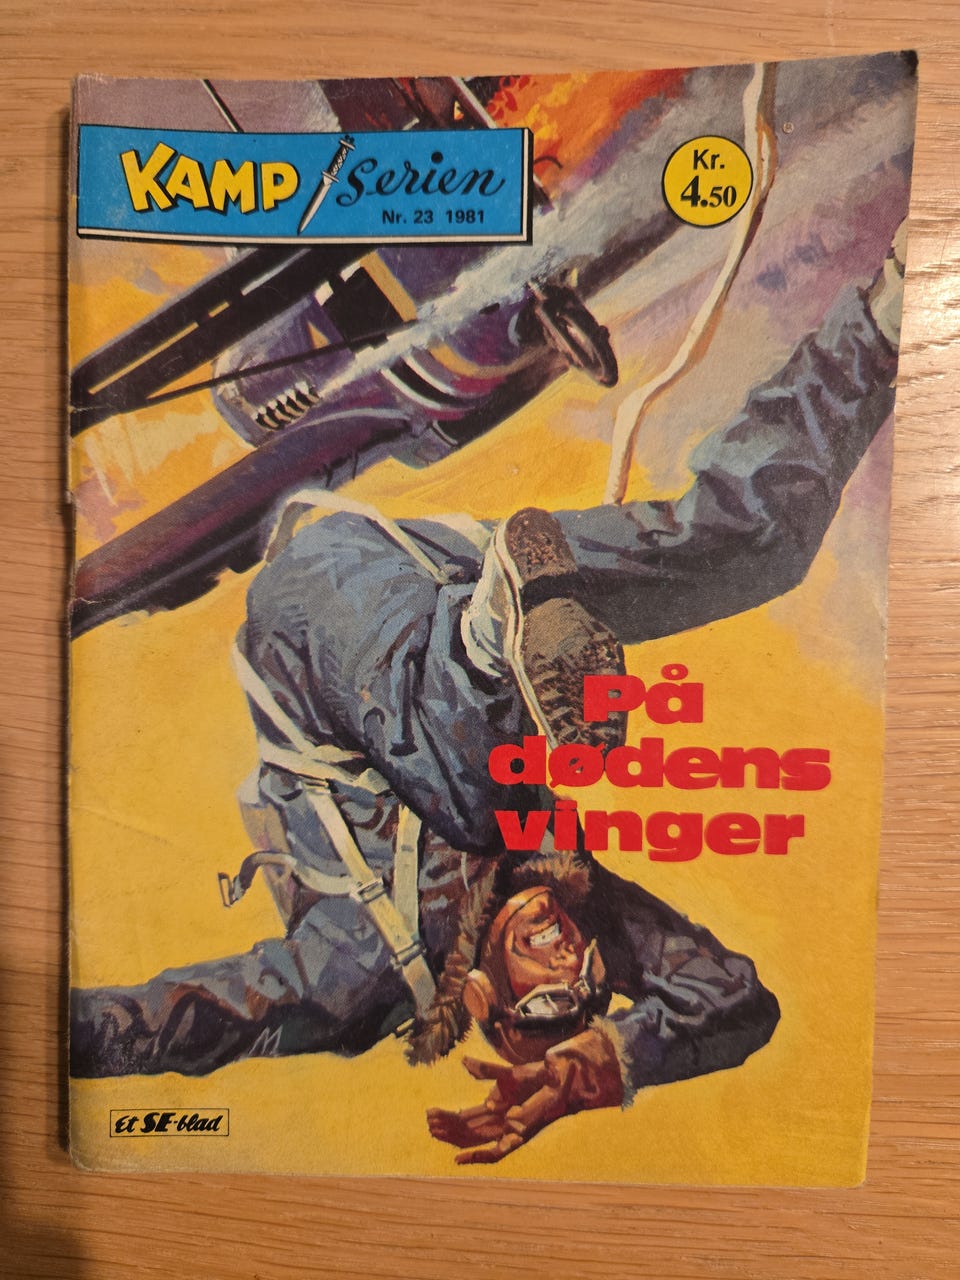 KAMP serien
Nr. 23 1981
Kr.
4.50
På
dødens
vinger
Et SE-blad